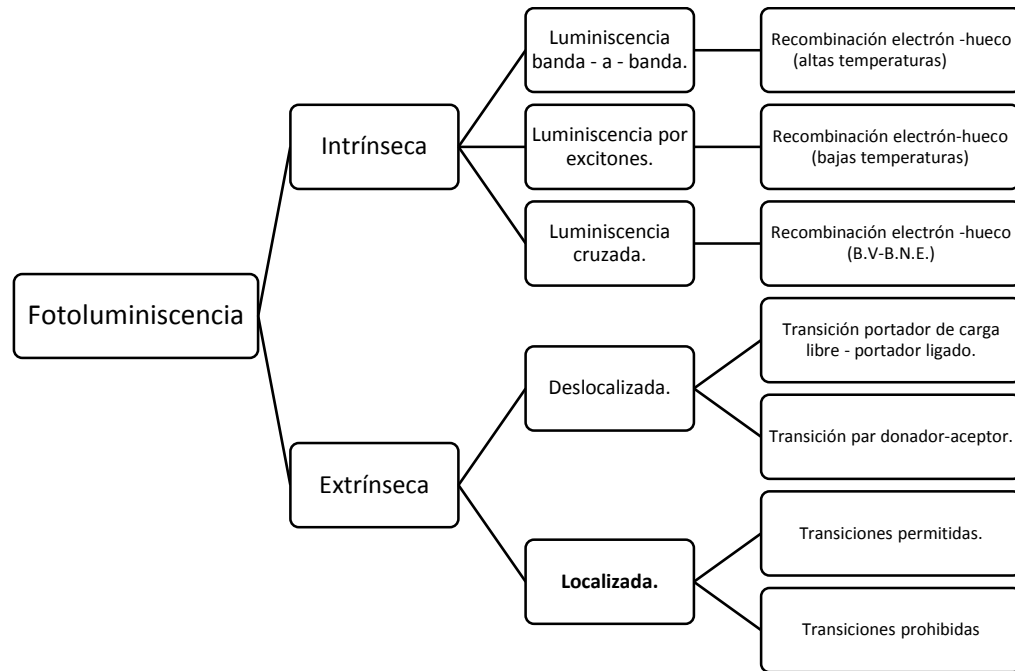 Fotoluminiscencia
Intrínseca
Luminiscencia
banda - a - banda.
Recombinación electrón -hueco
(altas temperaturas)
Luminiscencia por
excitones.
Recombinación electrón-hueco
(bajas temperaturas)
Luminiscencia
cruzada.
Recombinación electrón -hueco
(B.V-B.N.E.)
Extrínseca
Deslocalizada.
Transición portador de carga
libre - portador ligado.
Transición par donador-aceptor.
Localizada.
Transiciones permitidas.
Transiciones prohibidas